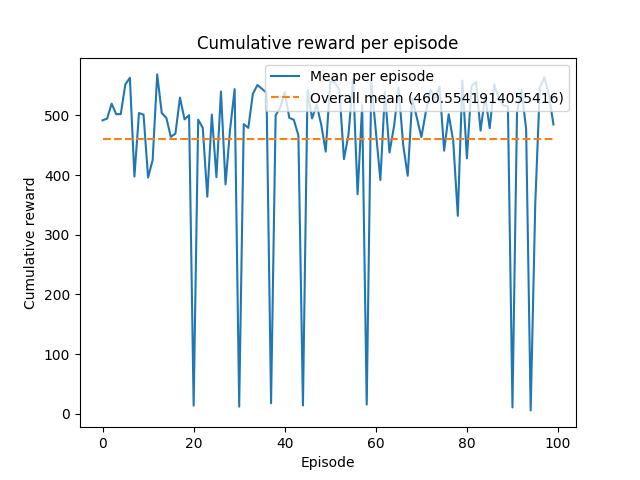 Cumulative reward per episode
Mean per episode
Overall mean (460.5541914055416)
Cumulative reward
500
400
300
200
100
0
0 20 40 60 80 100
Episode